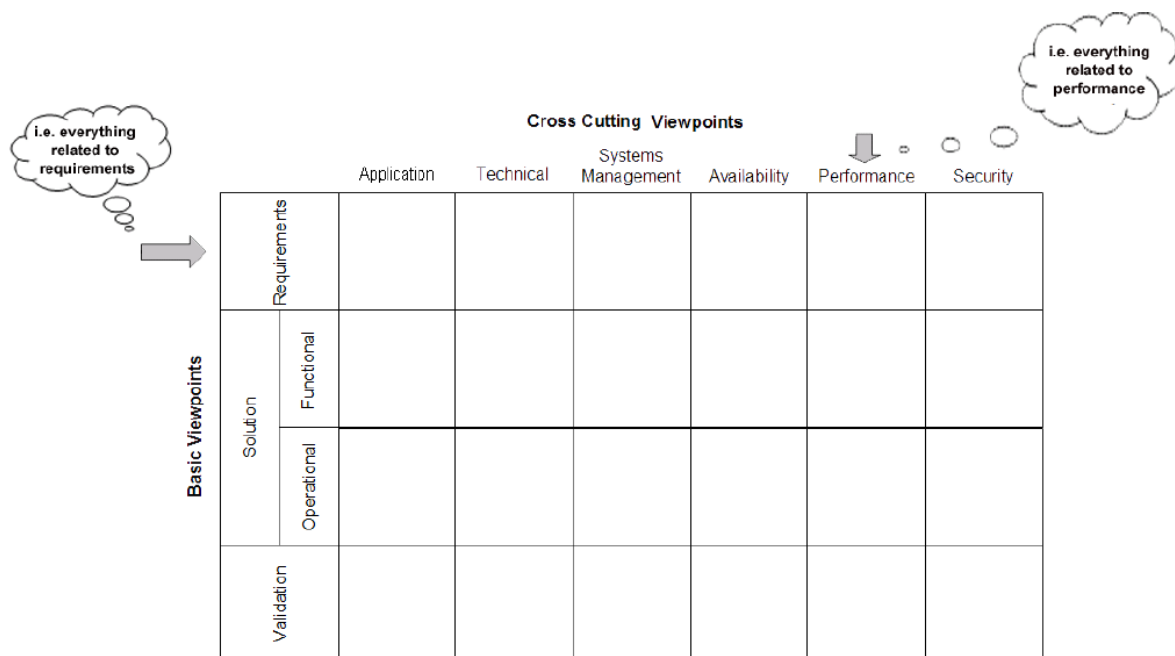 i.e. everything
related to
performance
i.e. everything
related to
requirements
Cross Cutting Viewpoints
Application
Technical
Systems
Management
Availability
Performance
Security
Basic Viewpoints
Requirements
Solution
Functional
Operational
Validation